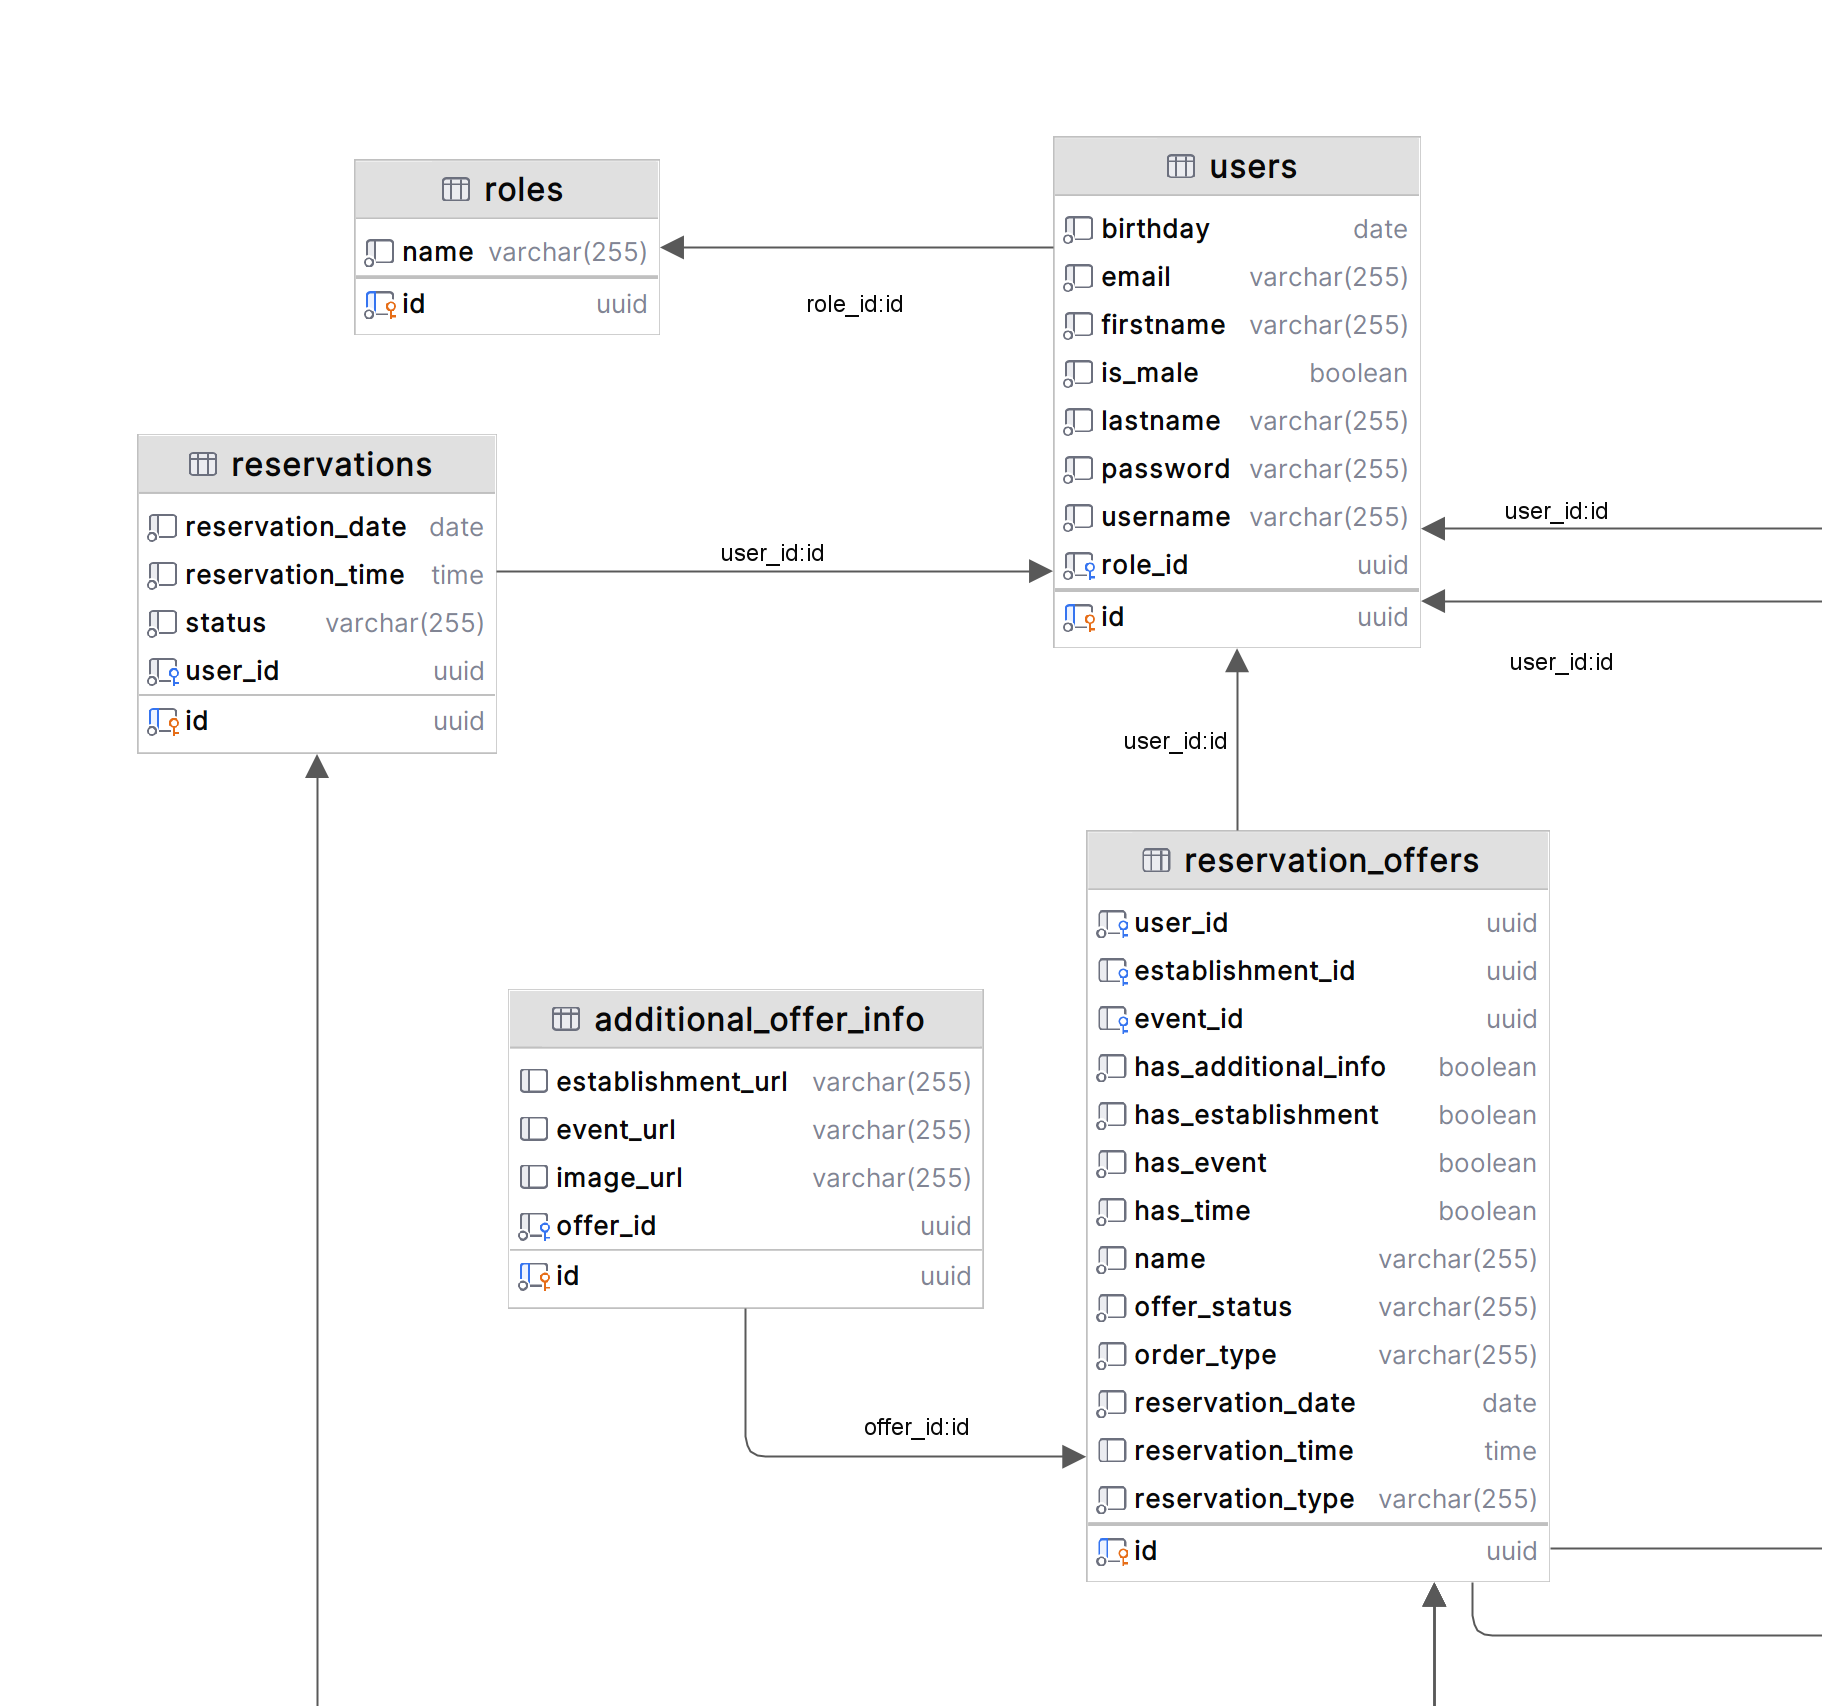 roles
name varchar(255)
id uuid
role_id:id
users
birthday date
email varchar(255)
firstname varchar(255)
is_male boolean
lastname varchar(255)
password varchar(255)
username varchar(255)
role_id uuid
id uuid
reservations
reservation_date date
reservation_time time
status varchar(255)
user_id uuid
id uuid
user_id:id
user_id:id
user_id:id
user_id:id
reservation_offers
user_id uuid
establishment_id uuid
event_id uuid
has_additional_info boolean
has_establishment boolean
has_event boolean
has_time boolean
name varchar(255)
offer_status varchar(255)
order_type varchar(255)
reservation_date date
reservation_time time
reservation_type varchar(255)
id uuid
additional_offer_info
establishment_url varchar(255)
event_url varchar(255)
image_url varchar(255)
offer_id uuid
id uuid
offer_id:id